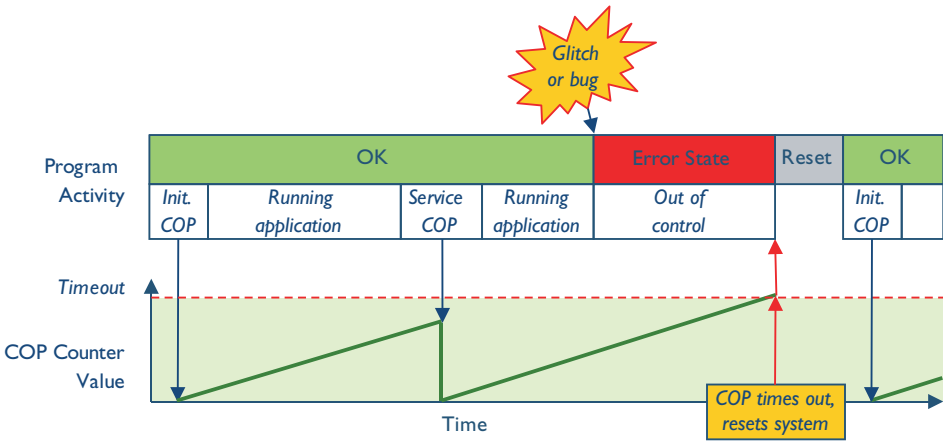 Glitch
or bug
Program
Activity
OK
Error State
Reset
OK
Init.
COP
Running
application
Service
COP
Running
application
Out of
control
Init.
COP
Timeout
COP Counter
Value
COP times out,
resets system
Time